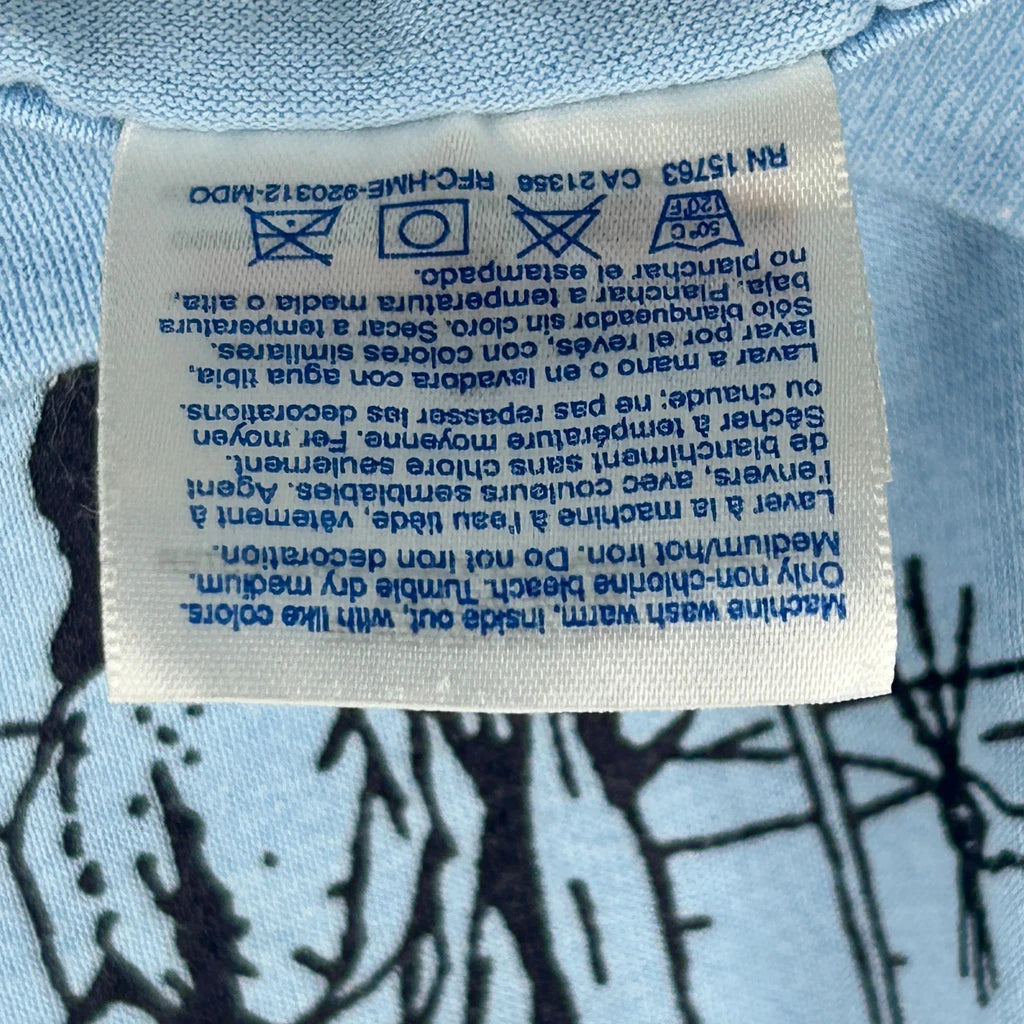 Machine wash warm, inside out, with like colors.
Only non-chlorine bleach. Tumble dry medium.
Medium/hot iron. Do not iron decoration.
Laver à la machine à l'eau tiède, vêtement à
l'envers, avec couleurs semblables. Agent
de blanchiment sans chlore seulement.
Sécher à température moyenne. Fer moyen
ou chaude; ne pas repasser les decorations.
Lavar a mano o en lavadora con agua tibia,
lavar por el revés, con colores similares.
Sólo blanqueador sin cloro. Secar a temperatura
baja. Planchar a temperatura media o alta,
no planchar el estampado.
50°C
120°F
RN 15763 CA 21356 RFC-HME-920312-MDO